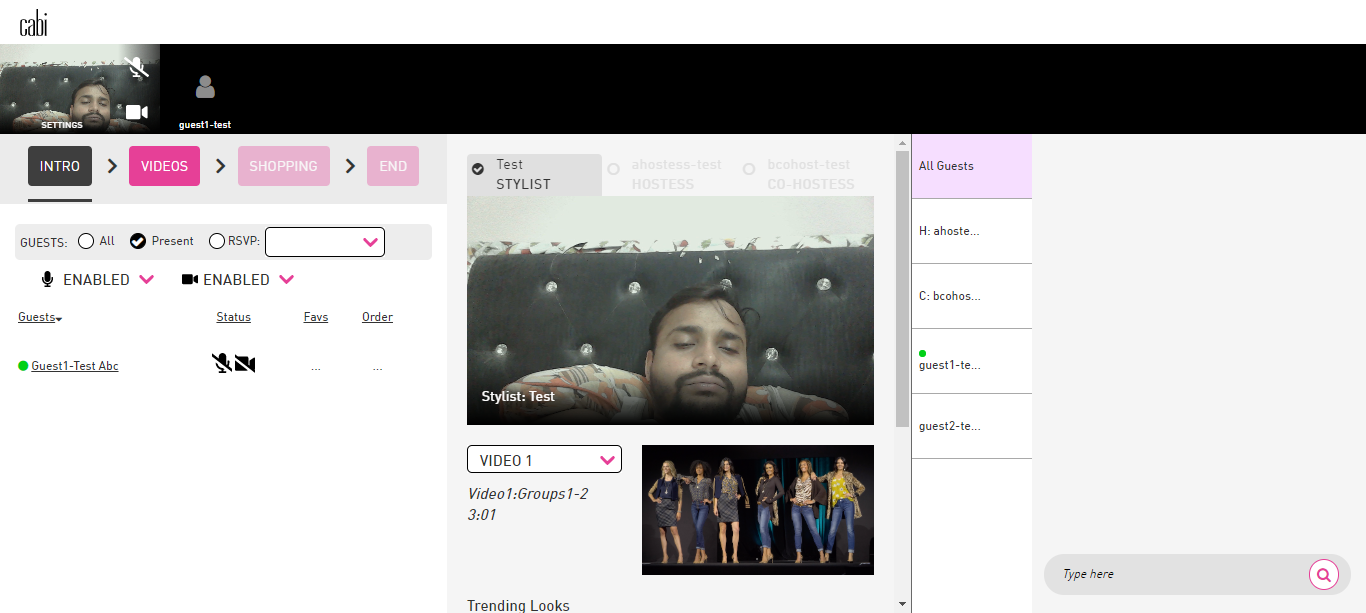 cabi
SETTINGS
guest1-test
INTRO
VIDEOS
SHOPPING
END
GUESTS:
All
Present
RSVP:
ENABLED
ENABLED
Guests
Status
Favs
Order
Guest1-Test Abc
...
...
Test
STYLIST
ahostess-test
HOSTESS
bcohost-test
CO-HOSTESS
Stylist: Test
VIDEO 1
Video1:Groups1-2
3:01
Trending Looks
All Guests
H: ahoste...
C: bcohos...
guest1-te...
guest2-te...
Type here